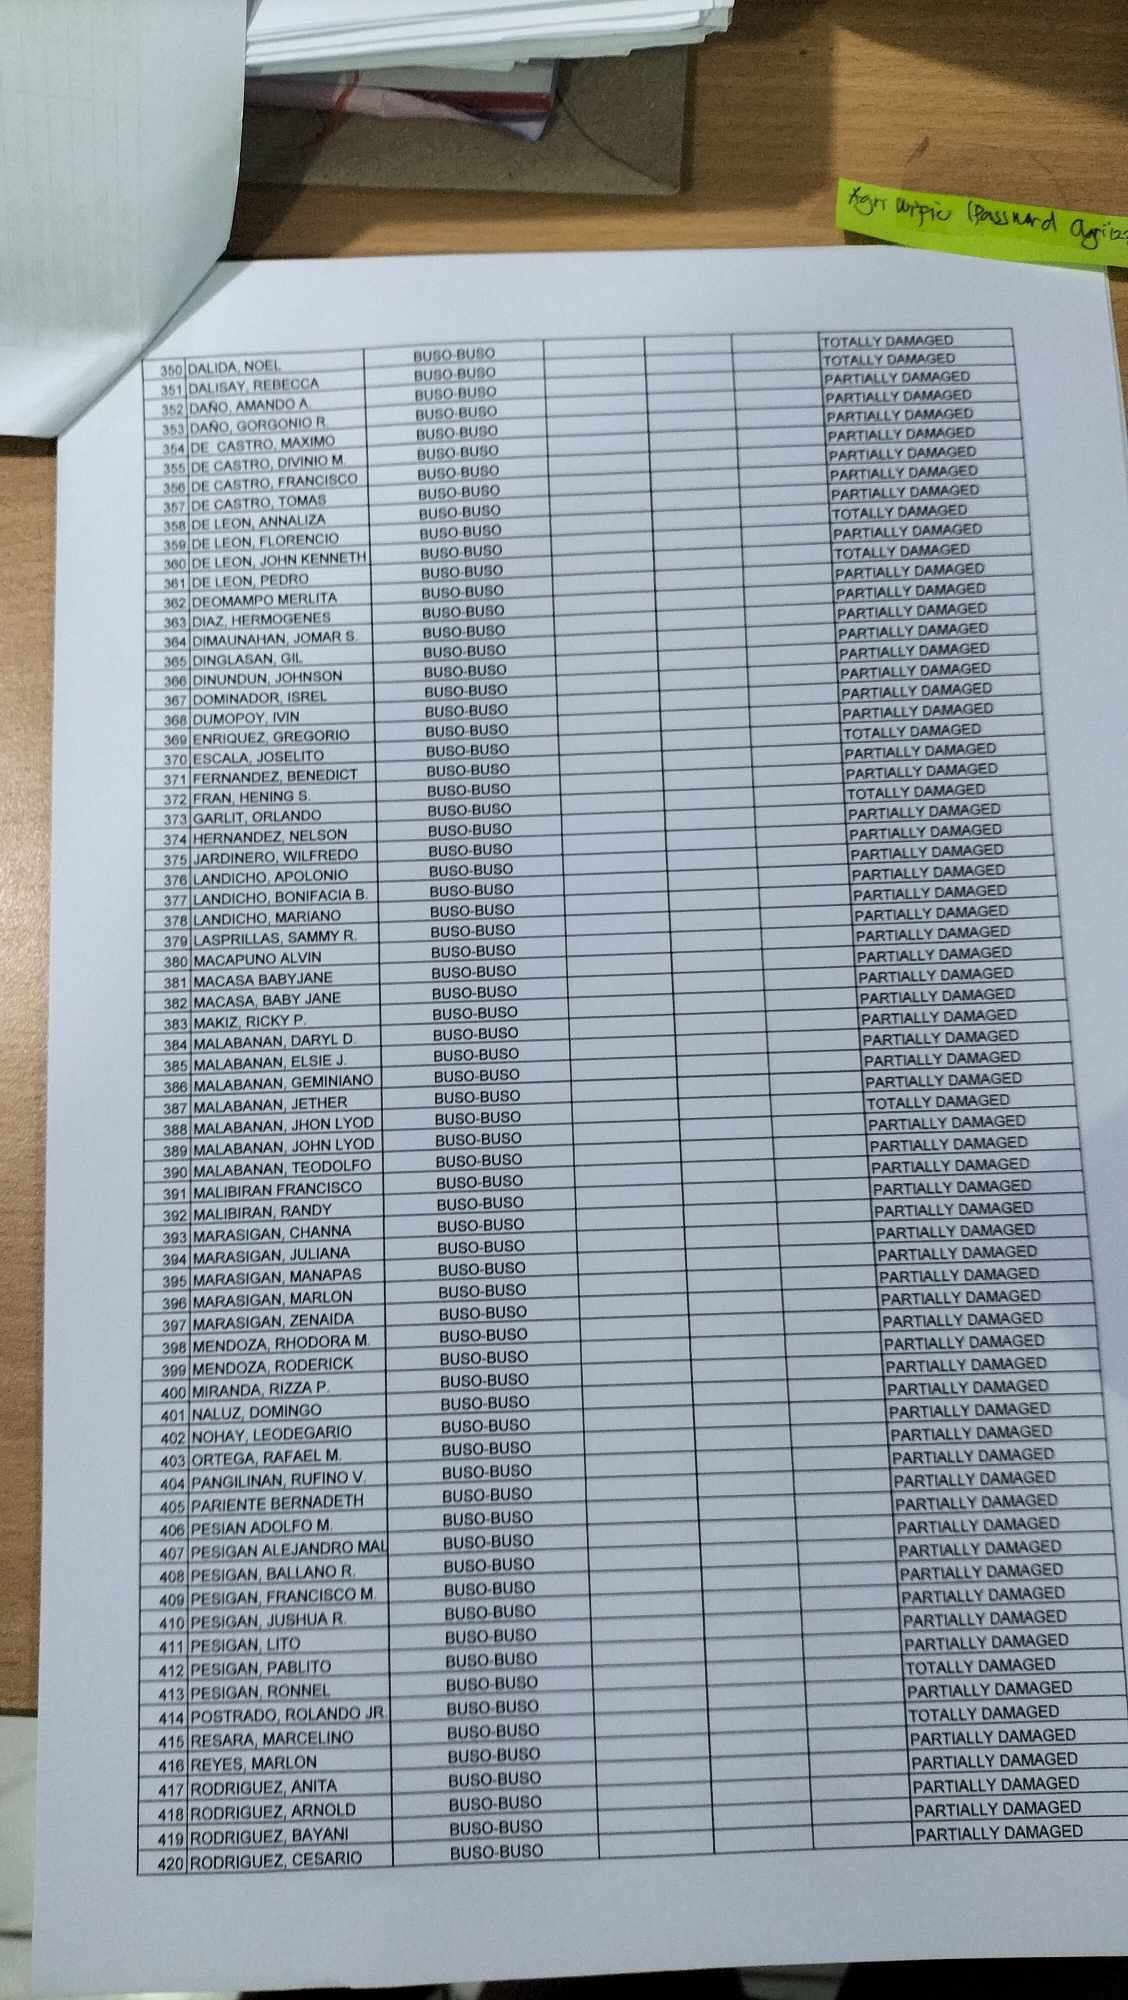 (Password
350 DALIDA, NOEL BUSO-BUSO TOTALLY DAMAGED
351 DALISAY, REBECCA BUSO-BUSO TOTALLY DAMAGED
352 DAÑO, AMANDO A. BUSO-BUSO PARTIALLY DAMAGED
353 DAÑO, GORGONIO R. BUSO-BUSO PARTIALLY DAMAGED
354 DE CASTRO, MAXIMO BUSO-BUSO PARTIALLY DAMAGED
355 DE CASTRO, DIVINIO M. BUSO-BUSO PARTIALLY DAMAGED
356 DE CASTRO, FRANCISCO BUSO-BUSO PARTIALLY DAMAGED
357 DE CASTRO, TOMAS BUSO-BUSO PARTIALLY DAMAGED
358 DE LEON, ANNALIZA BUSO-BUSO PARTIALLY DAMAGED
359 DE LEON, FLORENCIO BUSO-BUSO TOTALLY DAMAGED
360 DE LEON, JOHN KENNETH BUSO-BUSO PARTIALLY DAMAGED
361 DE LEON, PEDRO BUSO-BUSO TOTALLY DAMAGED
362 DEOMAMPO MERLITA BUSO-BUSO PARTIALLY DAMAGED
363 DIAZ, HERMOGENES BUSO-BUSO PARTIALLY DAMAGED
364 DIMAUNAHAN, JOMAR S. BUSO-BUSO PARTIALLY DAMAGED
365 DINGLASAN, GIL BUSO-BUSO PARTIALLY DAMAGED
366 DINUNDUN, JOHNSON BUSO-BUSO PARTIALLY DAMAGED
367 DOMINADOR, ISREL BUSO-BUSO PARTIALLY DAMAGED
368 DUMOPOY, IVIN BUSO-BUSO PARTIALLY DAMAGED
369 ENRIQUEZ, GREGORIO BUSO-BUSO PARTIALLY DAMAGED
370 ESCALA, JOSELITO BUSO-BUSO TOTALLY DAMAGED
371 FERNANDEZ, BENEDICT BUSO-BUSO PARTIALLY DAMAGED
372 FRAN, HENING S. BUSO-BUSO PARTIALLY DAMAGED
373 GARLIT, ORLANDO BUSO-BUSO TOTALLY DAMAGED
374 HERNANDEZ, NELSON BUSO-BUSO PARTIALLY DAMAGED
375 JARDINERO, WILFREDO BUSO-BUSO PARTIALLY DAMAGED
376 LANDICHO, APOLONIO BUSO-BUSO PARTIALLY DAMAGED
377 LANDICHO, BONIFACIA B. BUSO-BUSO PARTIALLY DAMAGED
378 LANDICHO, MARIANO BUSO-BUSO PARTIALLY DAMAGED
379 LASPRILLAS, SAMMY R. BUSO-BUSO PARTIALLY DAMAGED
380 MACAPUNO ALVIN BUSO-BUSO PARTIALLY DAMAGED
381 MACASA BABYJANE BUSO-BUSO PARTIALLY DAMAGED
382 MACASA, BABY JANE BUSO-BUSO PARTIALLY DAMAGED
383 MAKIZ, RICKY P. BUSO-BUSO PARTIALLY DAMAGED
384 MALABANAN, DARYL D. BUSO-BUSO PARTIALLY DAMAGED
385 MALABANAN, ELSIE J. BUSO-BUSO PARTIALLY DAMAGED
386 MALABANAN, GEMINIANO BUSO-BUSO PARTIALLY DAMAGED
387 MALABANAN, JETHER BUSO-BUSO PARTIALLY DAMAGED
388 MALABANAN, JHON LYOD BUSO-BUSO TOTALLY DAMAGED
389 MALABANAN, JOHN LYOD BUSO-BUSO PARTIALLY DAMAGED
390 MALABANAN, TEODOLFO BUSO-BUSO PARTIALLY DAMAGED
391 MALIBIRAN FRANCISCO BUSO-BUSO PARTIALLY DAMAGED
392 MALIBIRAN, RANDY BUSO-BUSO PARTIALLY DAMAGED
393 MARASIGAN, CHANNA BUSO-BUSO PARTIALLY DAMAGED
394 MARASIGAN, JULIANA BUSO-BUSO PARTIALLY DAMAGED
395 MARASIGAN, MANAPAS BUSO-BUSO PARTIALLY DAMAGED
396 MARASIGAN, MARLON BUSO-BUSO PARTIALLY DAMAGED
397 MARASIGAN, ZENAIDA BUSO-BUSO PARTIALLY DAMAGED
398 MENDOZA, RHODORA M. BUSO-BUSO PARTIALLY DAMAGED
399 MENDOZA, RODERICK BUSO-BUSO PARTIALLY DAMAGED
400 MIRANDA, RIZZA P. BUSO-BUSO PARTIALLY DAMAGED
401 NALUZ, DOMINGO BUSO-BUSO PARTIALLY DAMAGED
402 NOHAY, LEODEGARIO BUSO-BUSO PARTIALLY DAMAGED
403 ORTEGA, RAFAEL M. BUSO-BUSO PARTIALLY DAMAGED
404 PANGILINAN, RUFINO V. BUSO-BUSO PARTIALLY DAMAGED
405 PARIENTE BERNADETH BUSO-BUSO PARTIALLY DAMAGED
406 PESIAN ADOLFO M. BUSO-BUSO PARTIALLY DAMAGED
407 PESIGAN ALEJANDRO MAL BUSO-BUSO PARTIALLY DAMAGED
408 PESIGAN, BALLANO R. BUSO-BUSO PARTIALLY DAMAGED
409 PESIGAN, FRANCISCO M. BUSO-BUSO PARTIALLY DAMAGED
410 PESIGAN, JUSHUA R. BUSO-BUSO PARTIALLY DAMAGED
411 PESIGAN, LITO BUSO-BUSO PARTIALLY DAMAGED
412 PESIGAN, PABLITO BUSO-BUSO PARTIALLY DAMAGED
413 PESIGAN, RONNEL BUSO-BUSO TOTALLY DAMAGED
414 POSTRADO, ROLANDO JR. BUSO-BUSO PARTIALLY DAMAGED
415 RESARA, MARCELINO BUSO-BUSO TOTALLY DAMAGED
416 REYES, MARLON BUSO-BUSO PARTIALLY DAMAGED
417 RODRIGUEZ, ANITA BUSO-BUSO PARTIALLY DAMAGED
418 RODRIGUEZ, ARNOLD BUSO-BUSO PARTIALLY DAMAGED
419 RODRIGUEZ, BAYANI BUSO-BUSO PARTIALLY DAMAGED
420 RODRIGUEZ, CESARIO BUSO-BUSO PARTIALLY DAMAGED